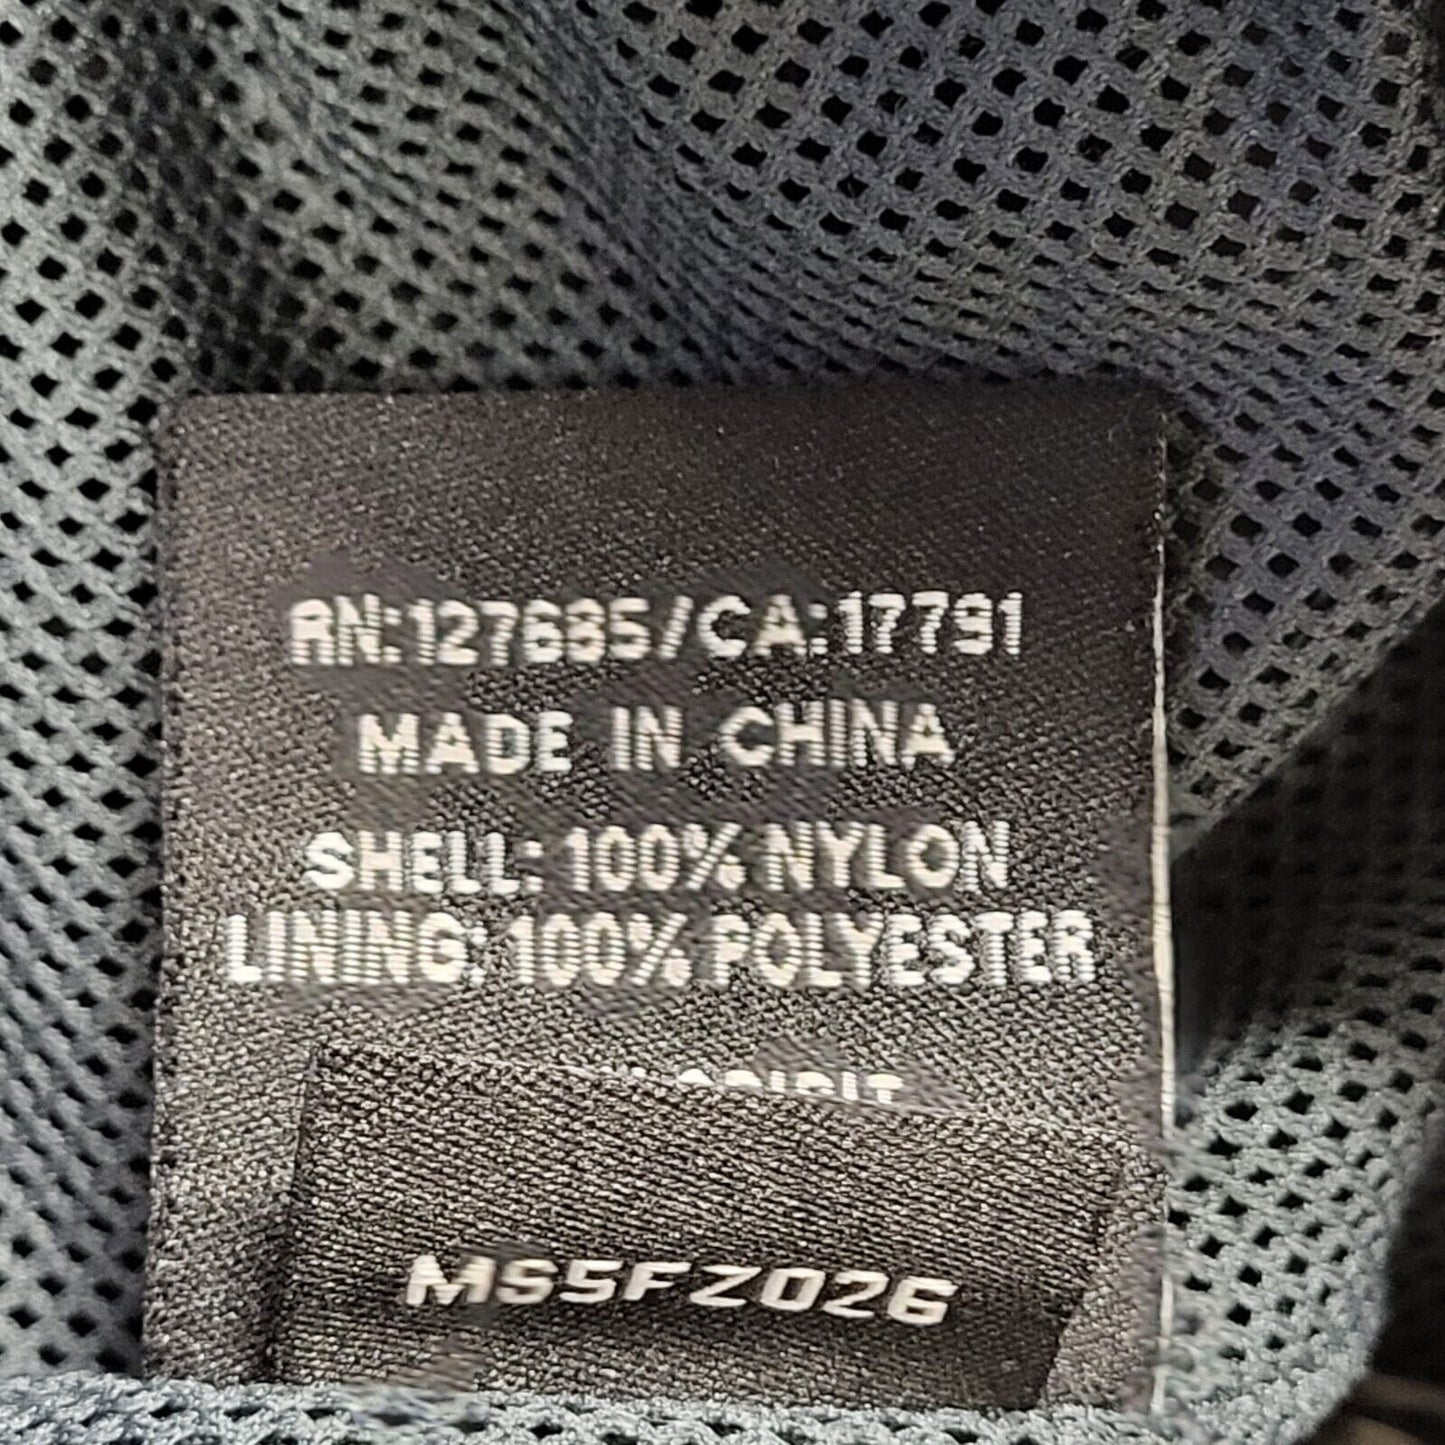 RN:127685/CA:17791
MADE IN CHINA
SHELL: 100% NYLON
LINING: 100% POLYESTER
MS5FZ026